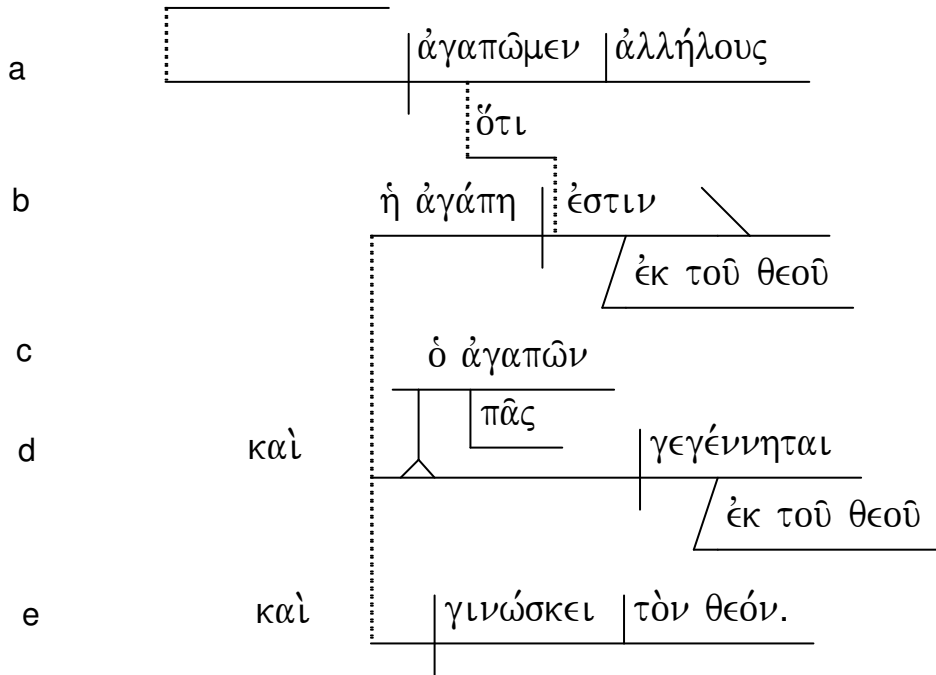 a ἀγαπῶμεν ἀλλήλους
ὅτι
b ἡ ἀγάπη ἐστιν
ἐκ τοῦ θεοῦ
c ὁ ἀγαπῶν
πᾶς
d καὶ γεγέννηται
ἐκ τοῦ θεοῦ
e καὶ γινώσκει τὸν θεόν.